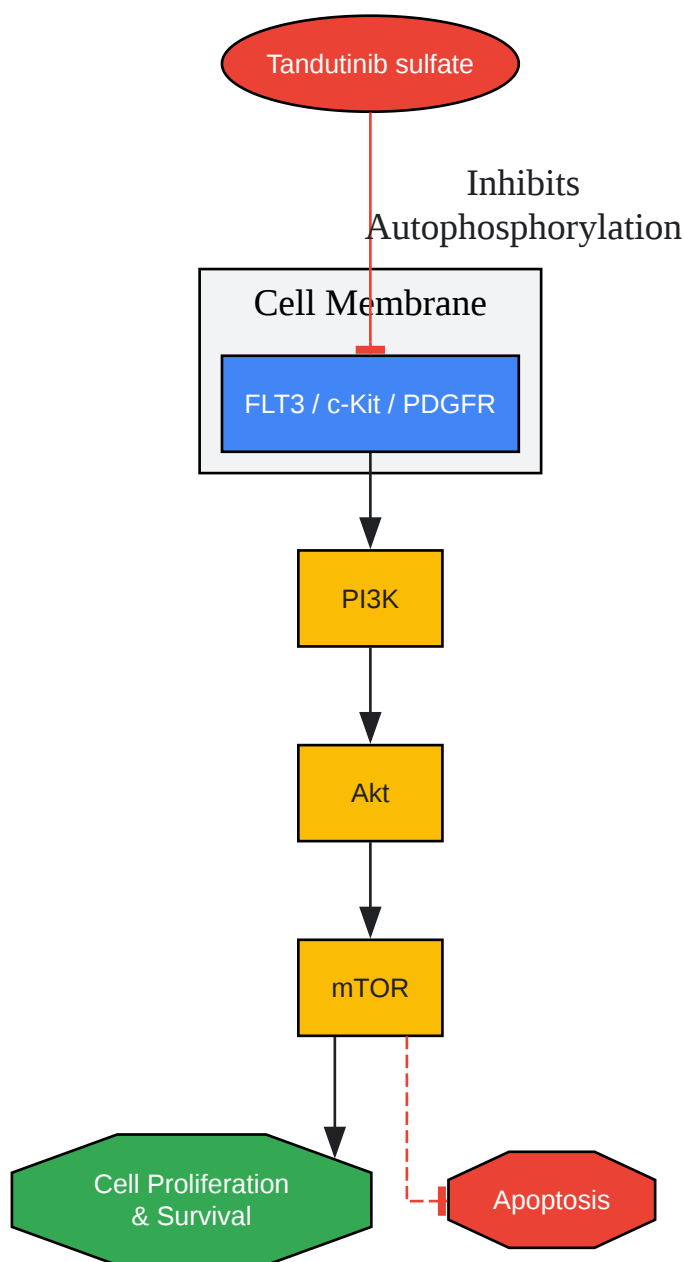 Tandutinib sulfate
Inhibits
Autophosphorylation
Cell Membrane
FLT3 / c-Kit / PDGFR
PI3K
Akt
mTOR
Cell Proliferation
& Survival
Apoptosis